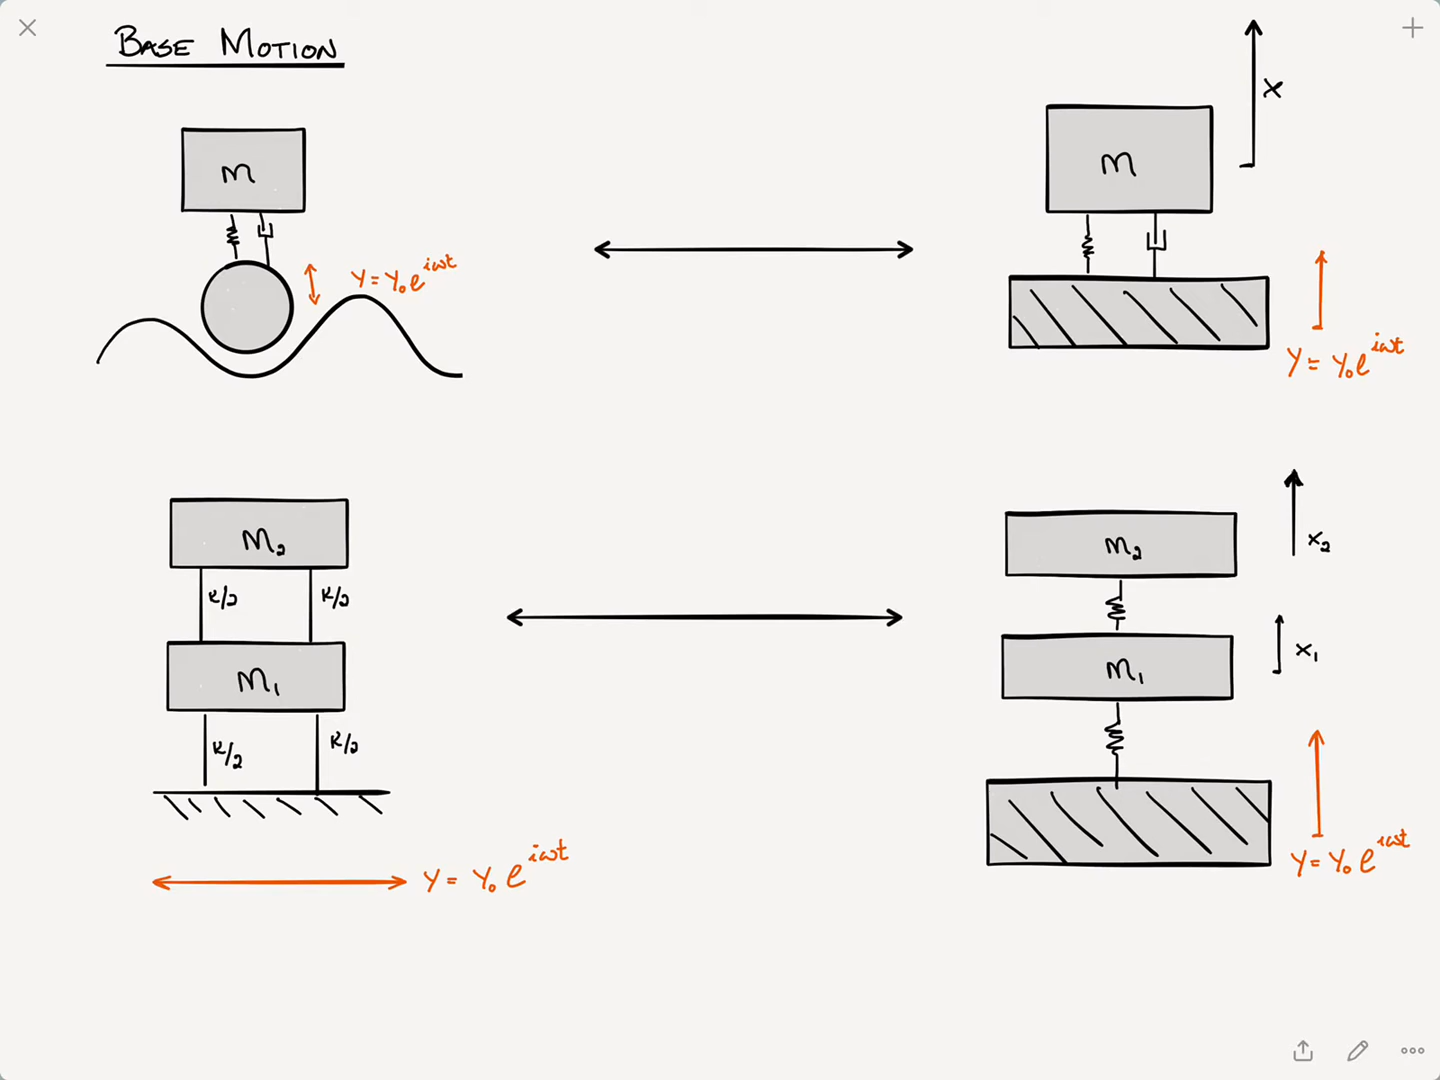 BASE MOTION
x
m
m
y = y₀e^{iωt}
y = y₀e^{iωt}
m₂
m₂
x₂
k/2 k/2
m₁
m₁
x₁
k/2 k/2
y = y₀e^{iωt}
y = y₀e^{iωt}